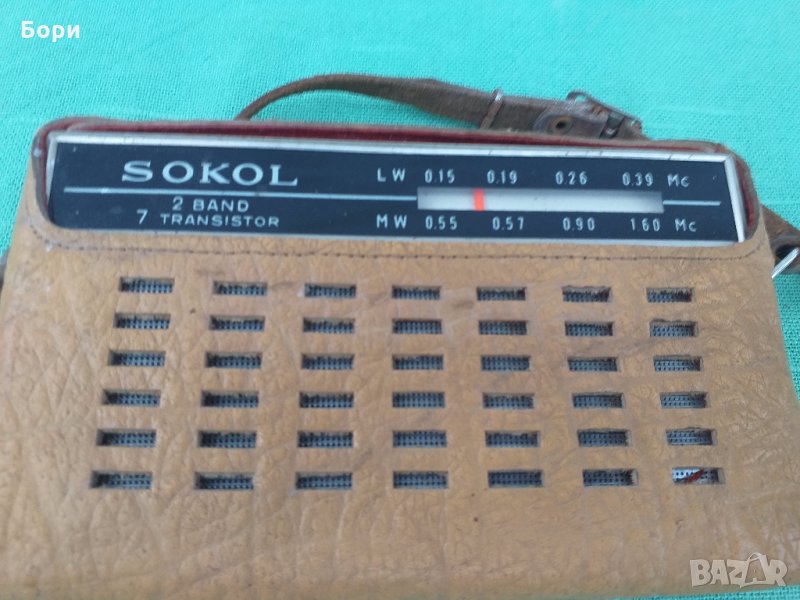 Бори
SOKOL
2 BAND
7 TRANSISTOR
LW 0.15 0.19 0.26 0.39 Mc
MW 0.55 0.57 0.90 1.60 Mc
BAZAR